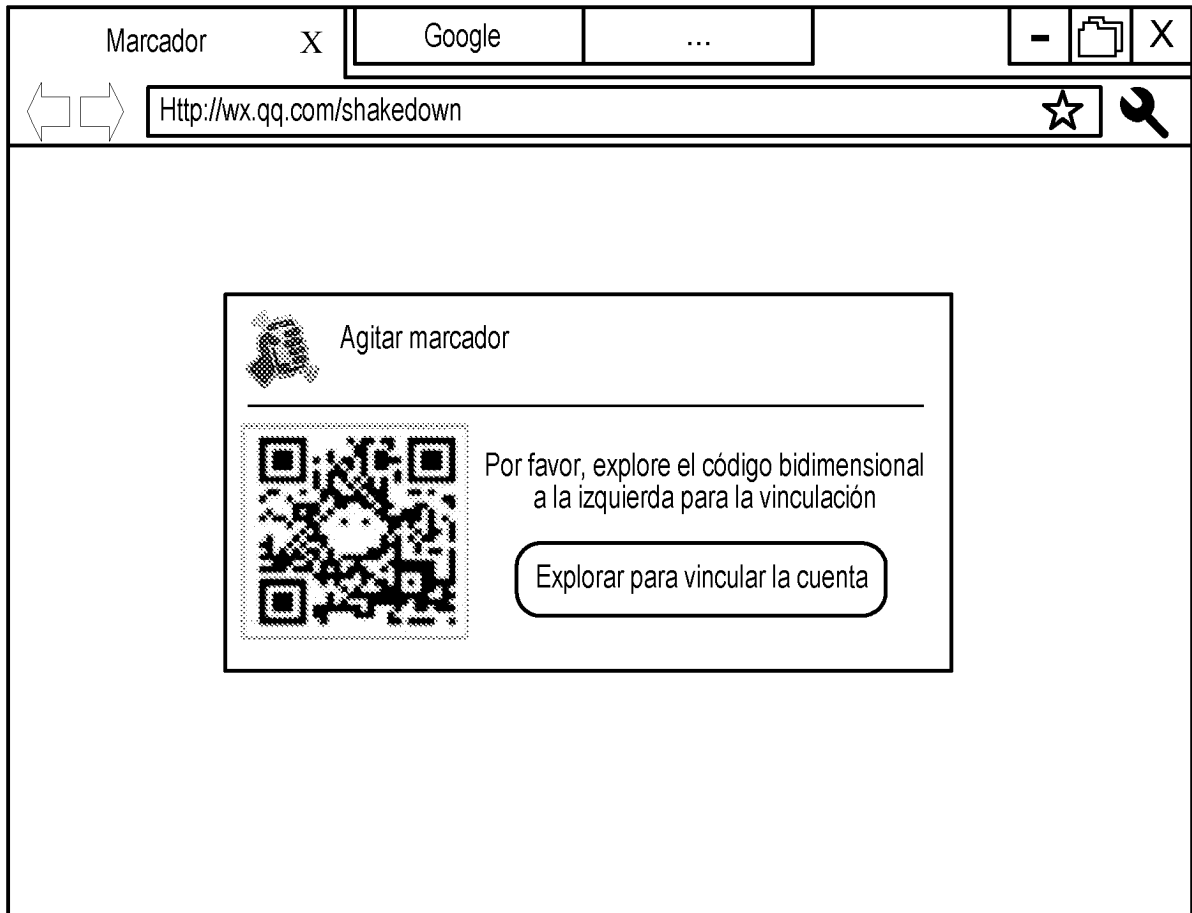 Marcador X Google ... - X
Http://wx.qq.com/shakedown
Agitar marcador
Por favor, explore el código bidimensional
a la izquierda para la vinculación
Explorar para vincular la cuenta